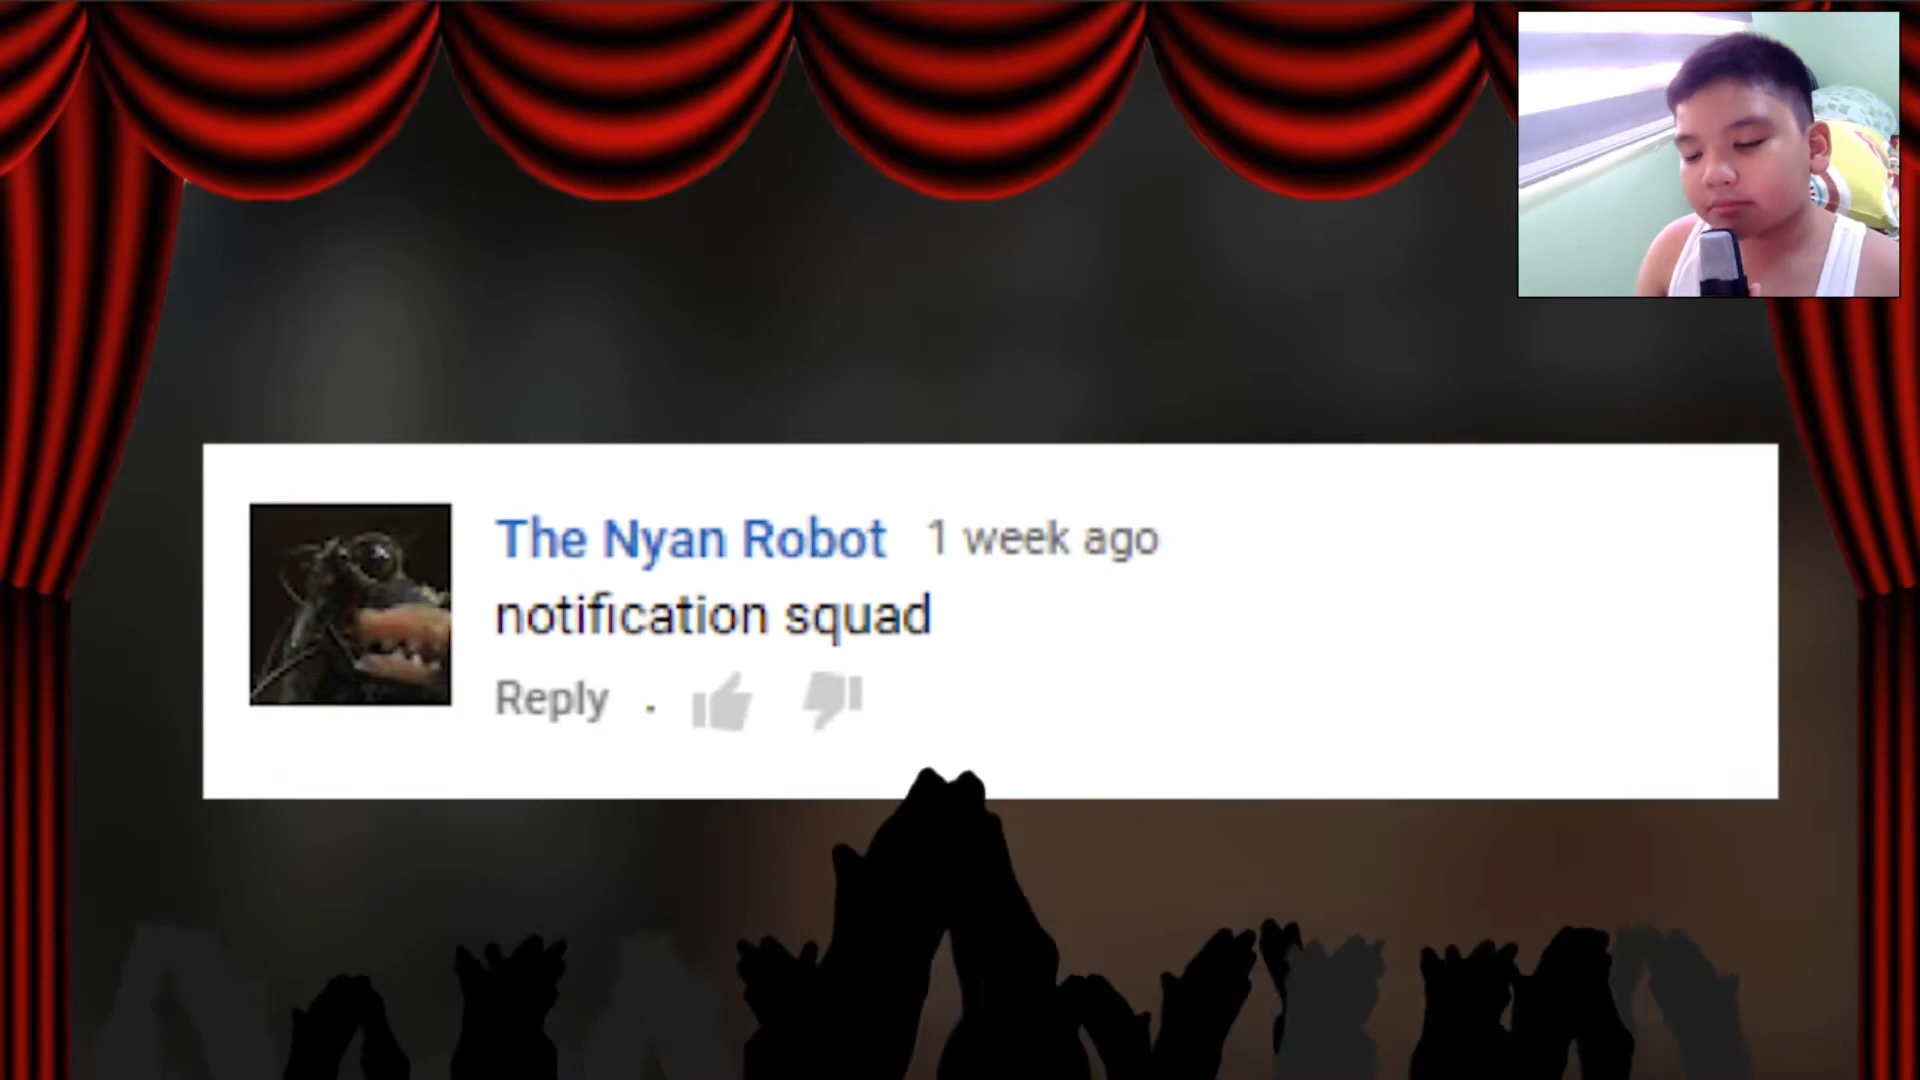 The Nyan Robot 1 week ago
notification squad
Reply .